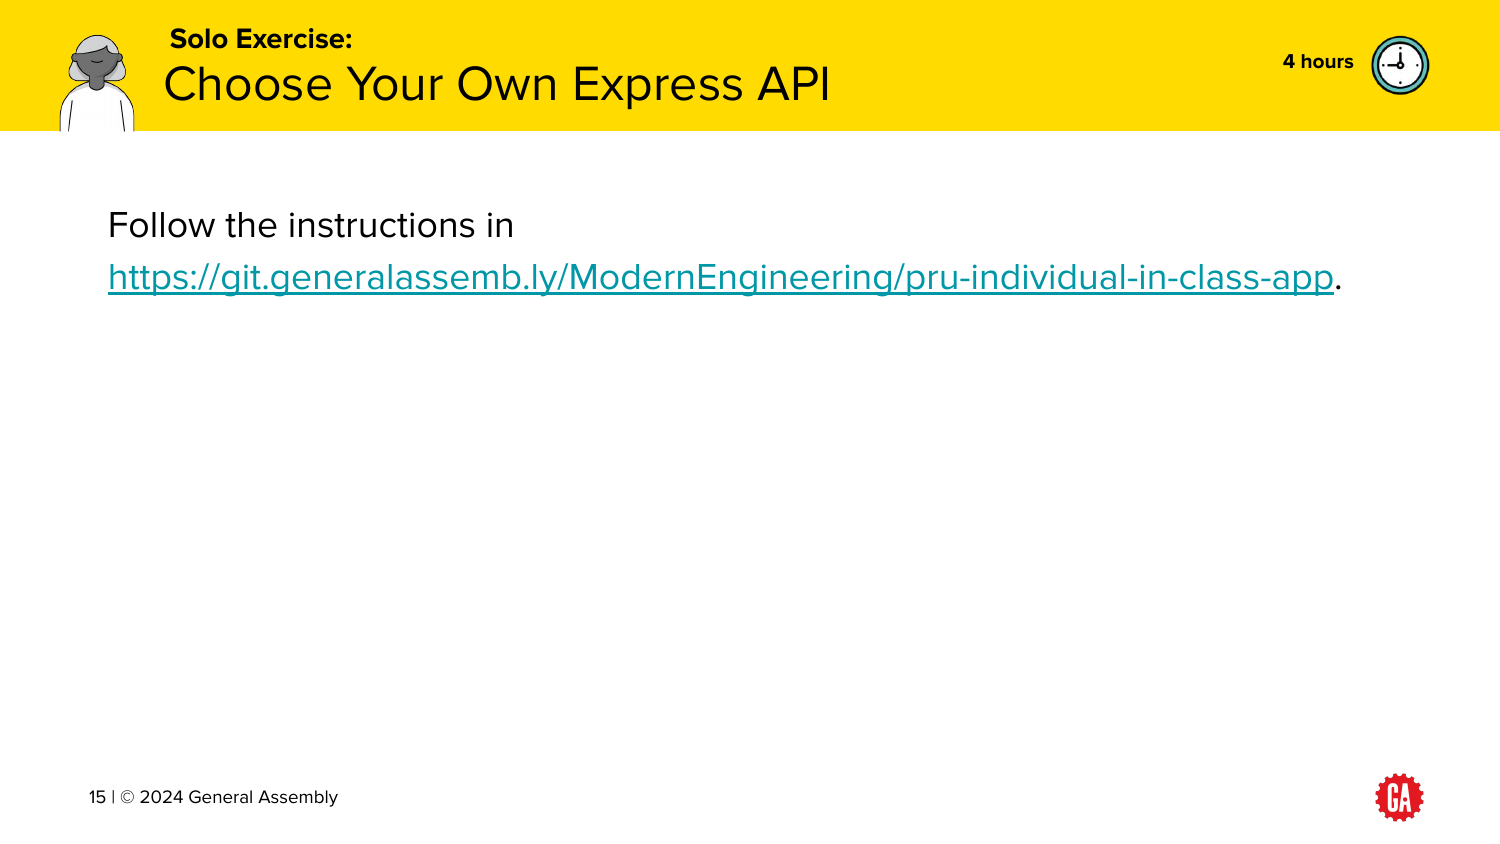 Solo Exercise:
Choose Your Own Express API
4 hours
Follow the instructions in
https://git.generalassemb.ly/ModernEngineering/pru-individual-in-class-app.
15 | © 2024 General Assembly
GA